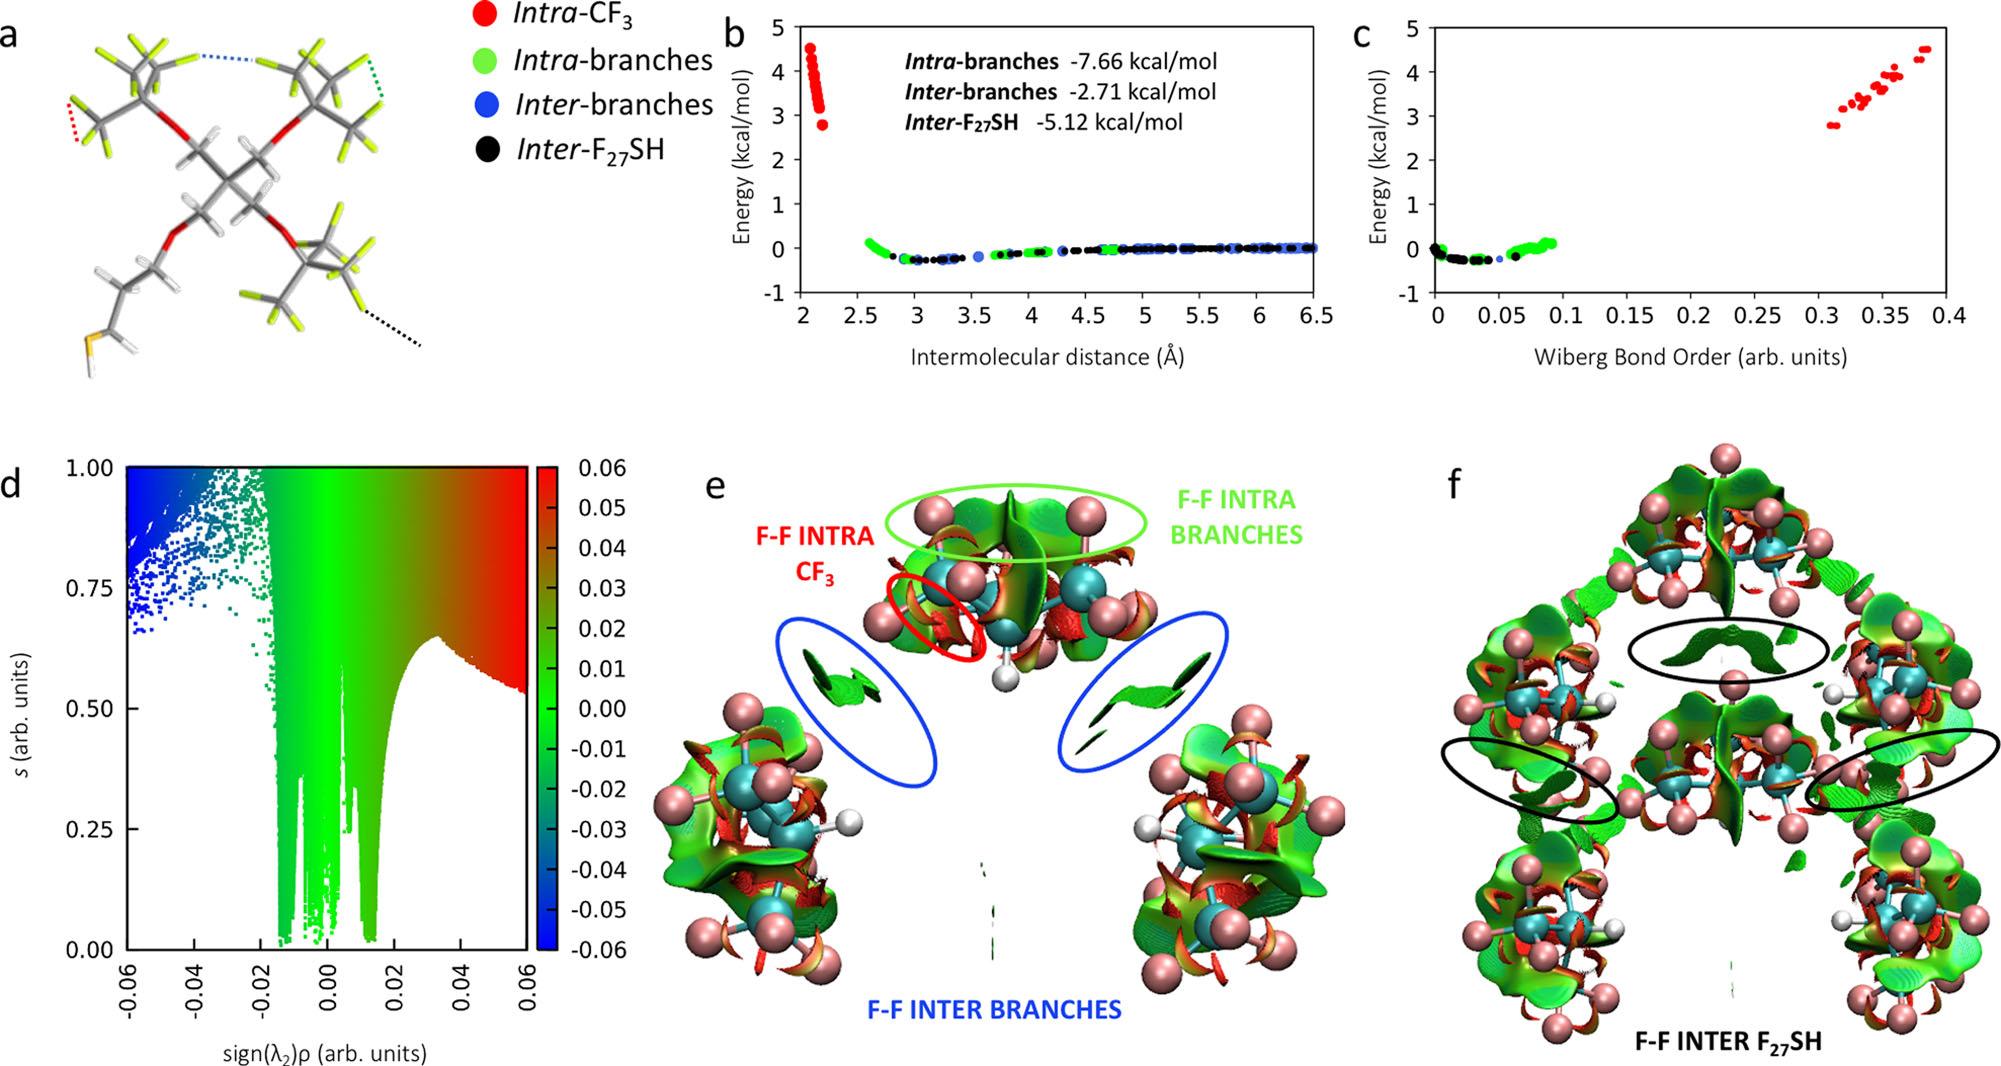 a
Intra-CF₃
Intra-branches
Inter-branches
Inter-F₂₇SH
b
Energy (kcal/mol)
5
4
3
2
1
0
-1
Intra-branches -7.66 kcal/mol
Inter-branches -2.71 kcal/mol
Inter-F₂₇SH -5.12 kcal/mol
2 2.5 3 3.5 4 4.5 5 5.5 6 6.5
Intermolecular distance (Å)
c
Energy (kcal/mol)
5
4
3
2
1
0
-1
0 0.05 0.1 0.15 0.2 0.25 0.3 0.35 0.4
Wiberg Bond Order (arb. units)
d
s (arb. units)
1.00
0.75
0.50
0.25
0.00
-0.06 -0.04 -0.02 0.00 0.02 0.04 0.06
sign(λ₂)ρ (arb. units)
0.06
0.05
0.04
0.03
0.02
0.01
0.00
-0.01
-0.02
-0.03
-0.04
-0.05
-0.06
e
F-F INTRA
CF₃
F-F INTRA
BRANCHES
F-F INTER BRANCHES
f
F-F INTER F₂₇SH